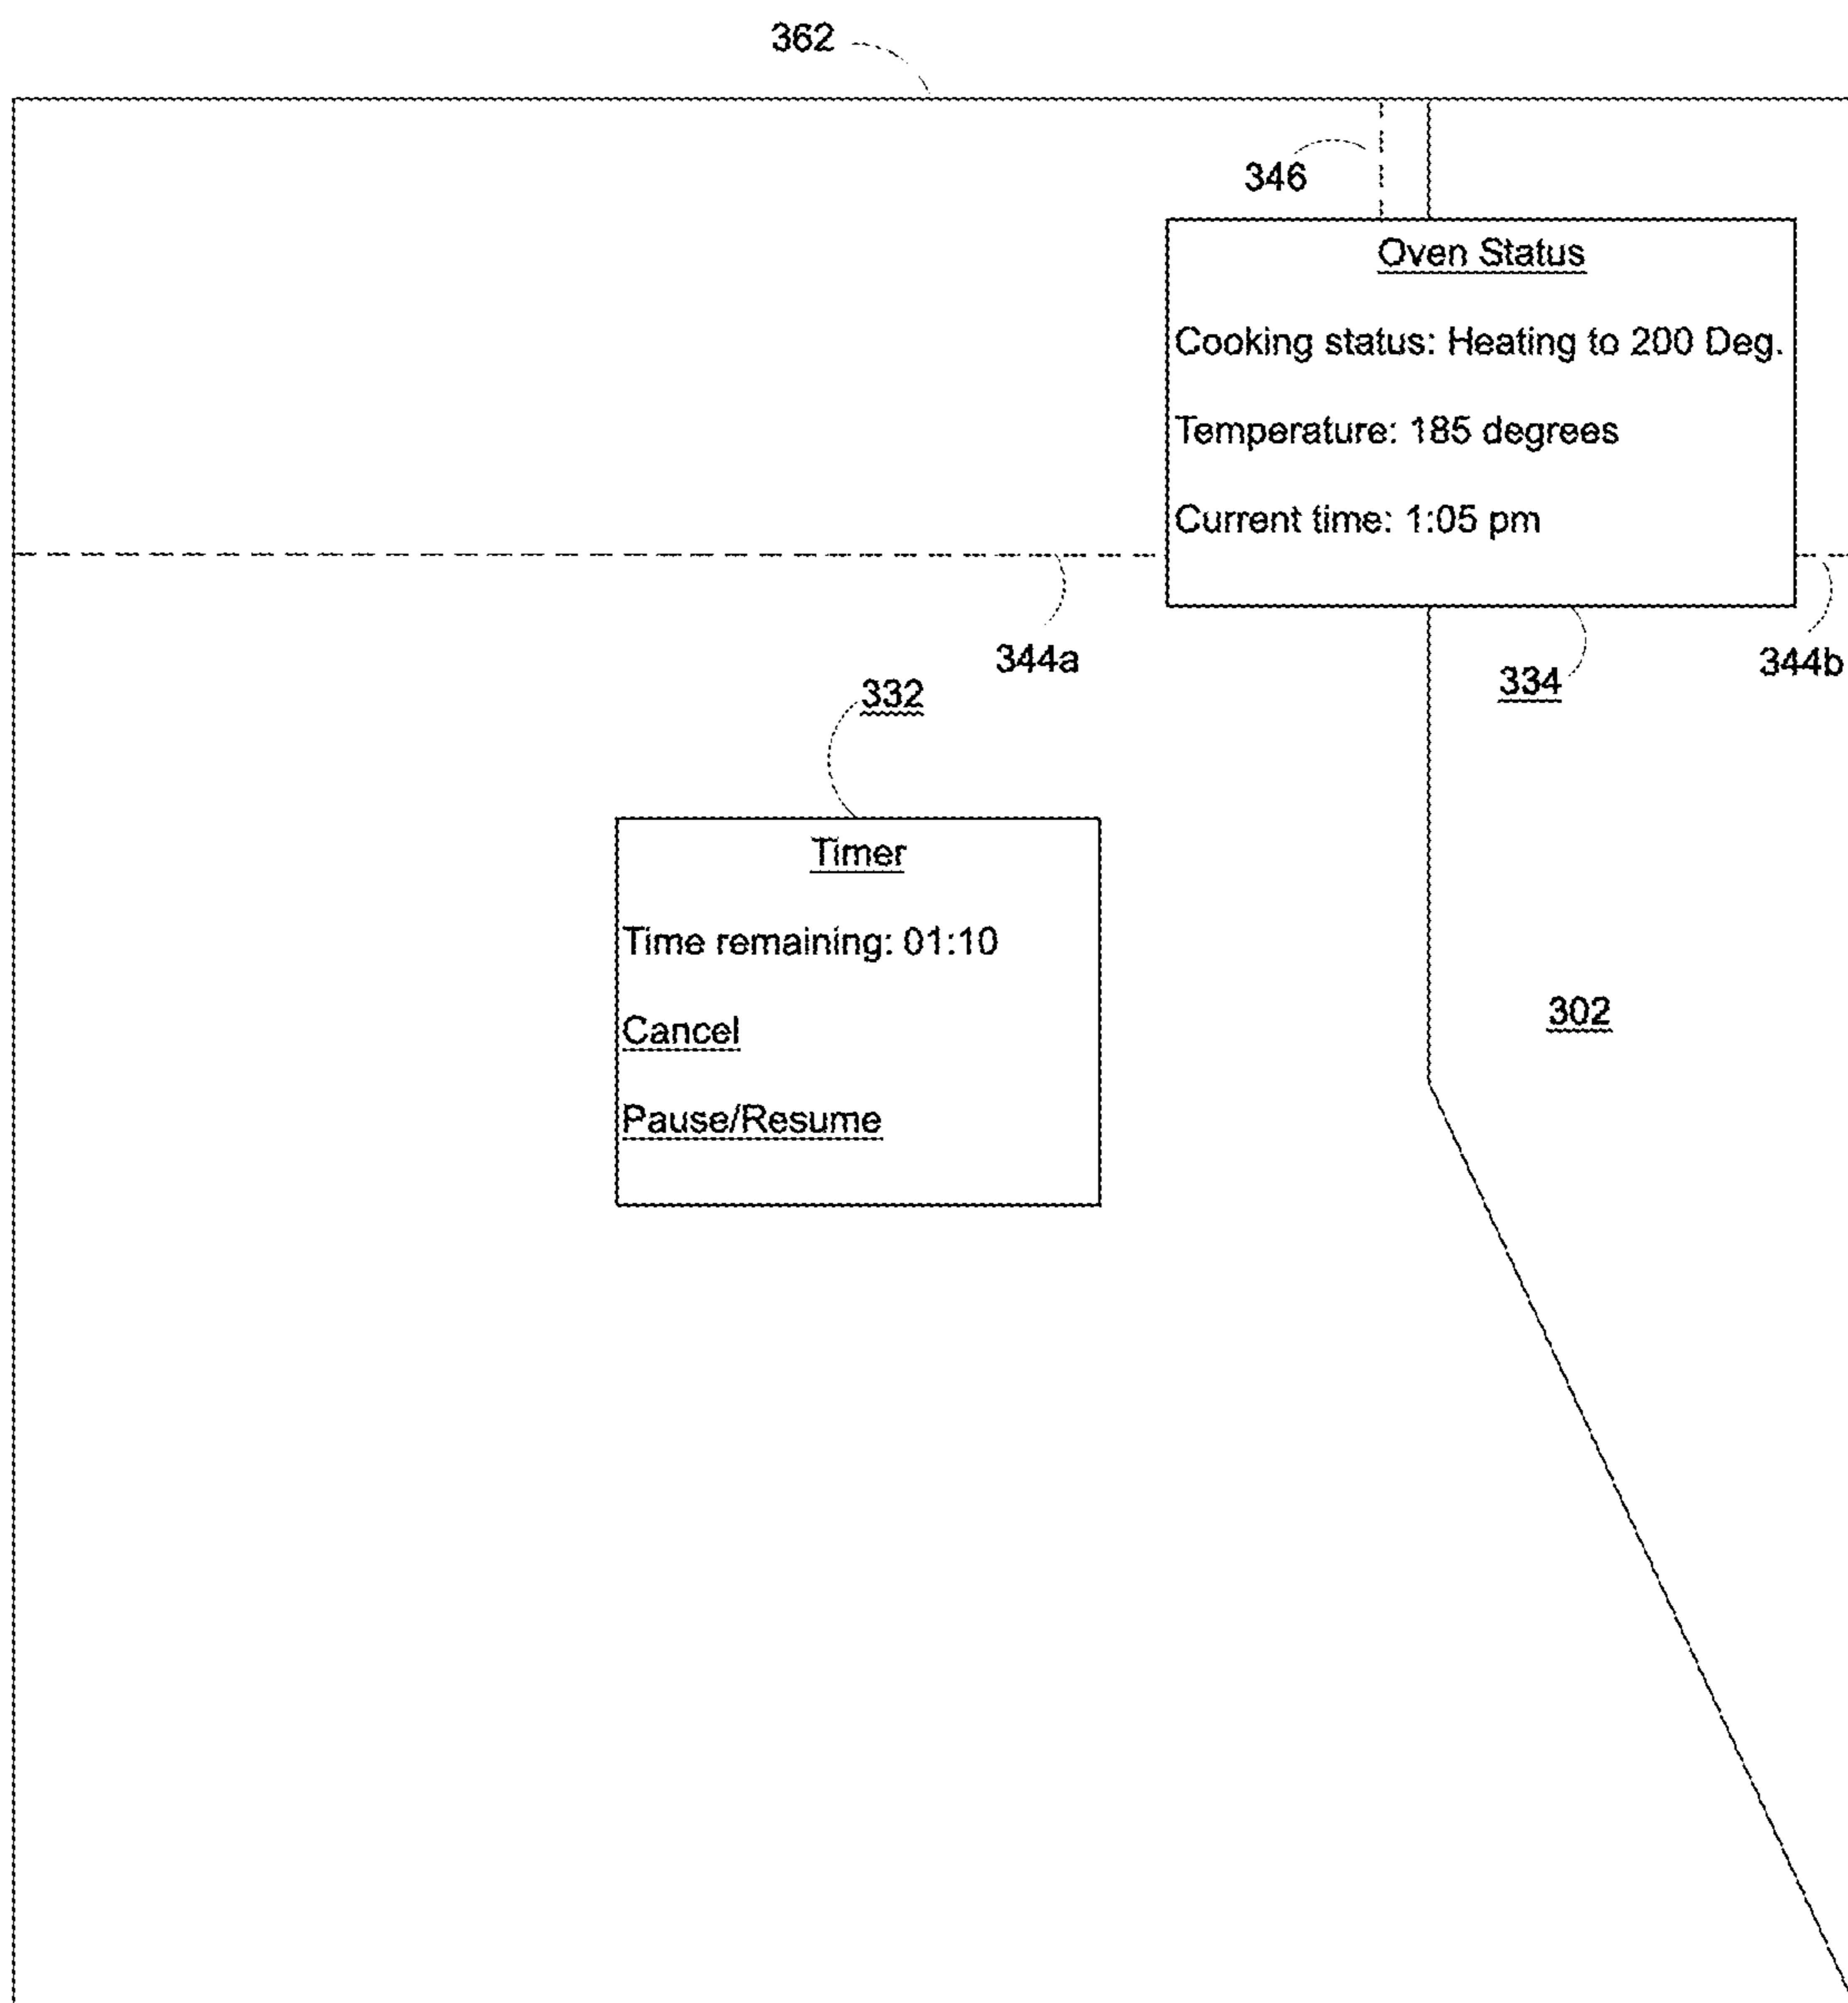 362
346
Oven Status
Cooking status: Heating to 200 Deg.
Temperature: 185 degrees
Current time: 1:05 pm
344a
344b
334
332
Timer
Time remaining: 01:10
Cancel
Pause/Resume
302